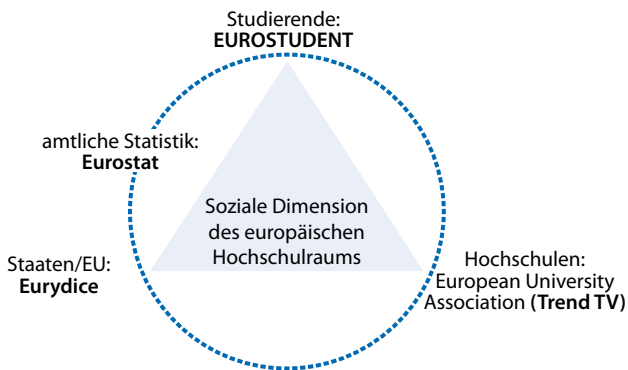 Studierende:
EUROSTUDENT
amtliche Statistik:
Eurostat
Soziale Dimension
des europäischen
Hochschulraums
Staaten/EU:
Eurydice
Hochschulen:
European University
Association (Trend TV)